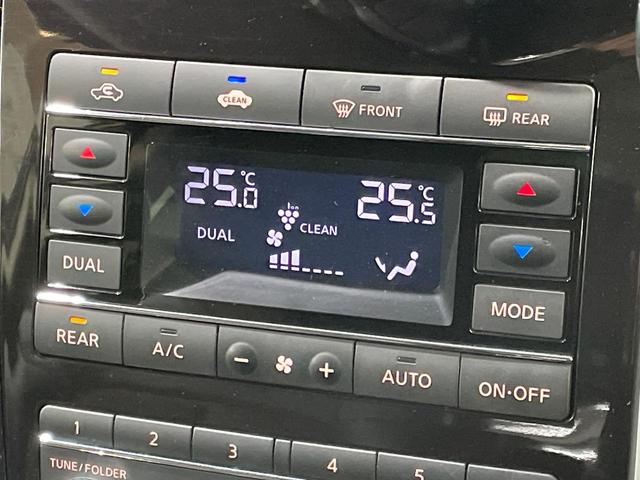 CLEAN
FRONT
REAR
25.0°C
25.5°C
Ion
CLEAN
DUAL
DUAL
MODE
REAR
A/C
− +
AUTO
ON·OFF
1 2 3 4 5
TUNE/FOLDER